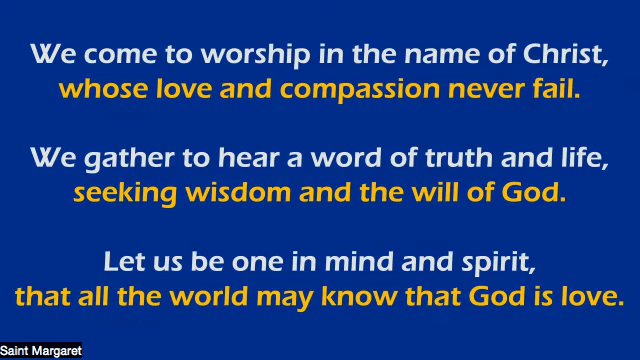 We come to worship in the name of Christ,
whose love and compassion never fail.
We gather to hear a word of truth and life,
seeking wisdom and the will of God.
Let us be one in mind and spirit,
that all the world may know that God is love.
Saint Margaret